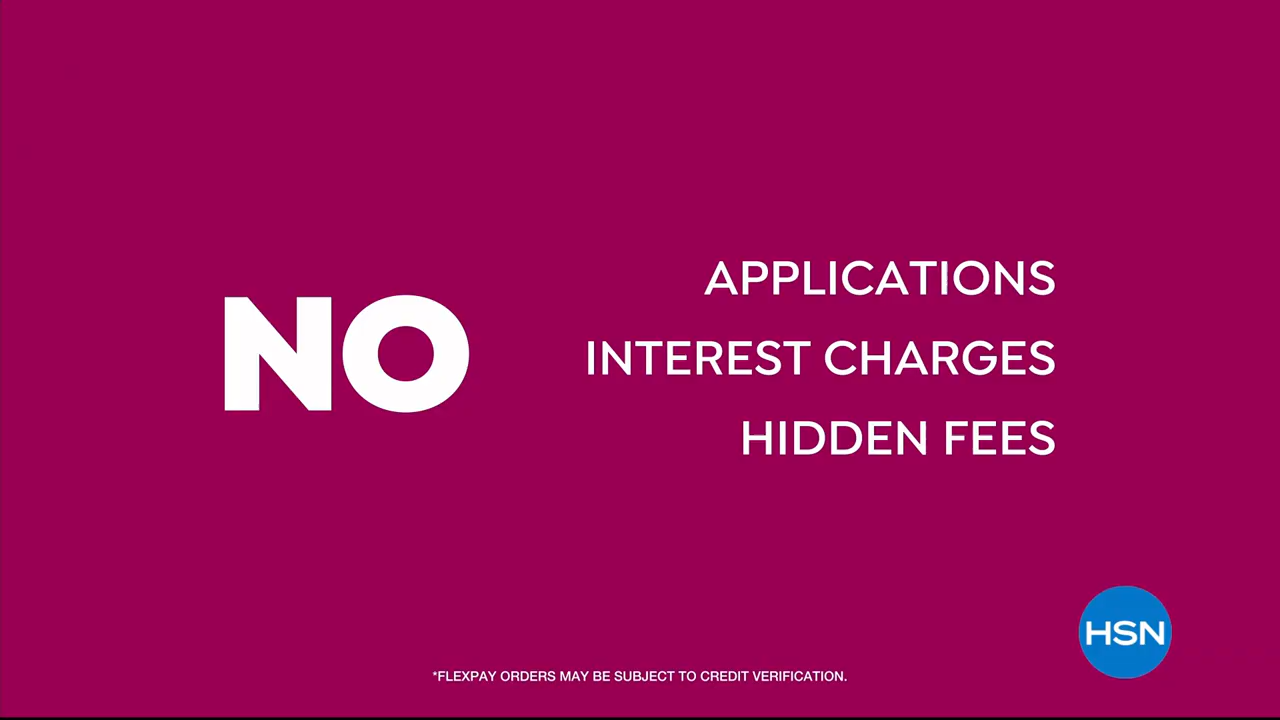 NO
APPLICATIONS
INTEREST CHARGES
HIDDEN FEES
HSN
*FLEXPAY ORDERS MAY BE SUBJECT TO CREDIT VERIFICATION.